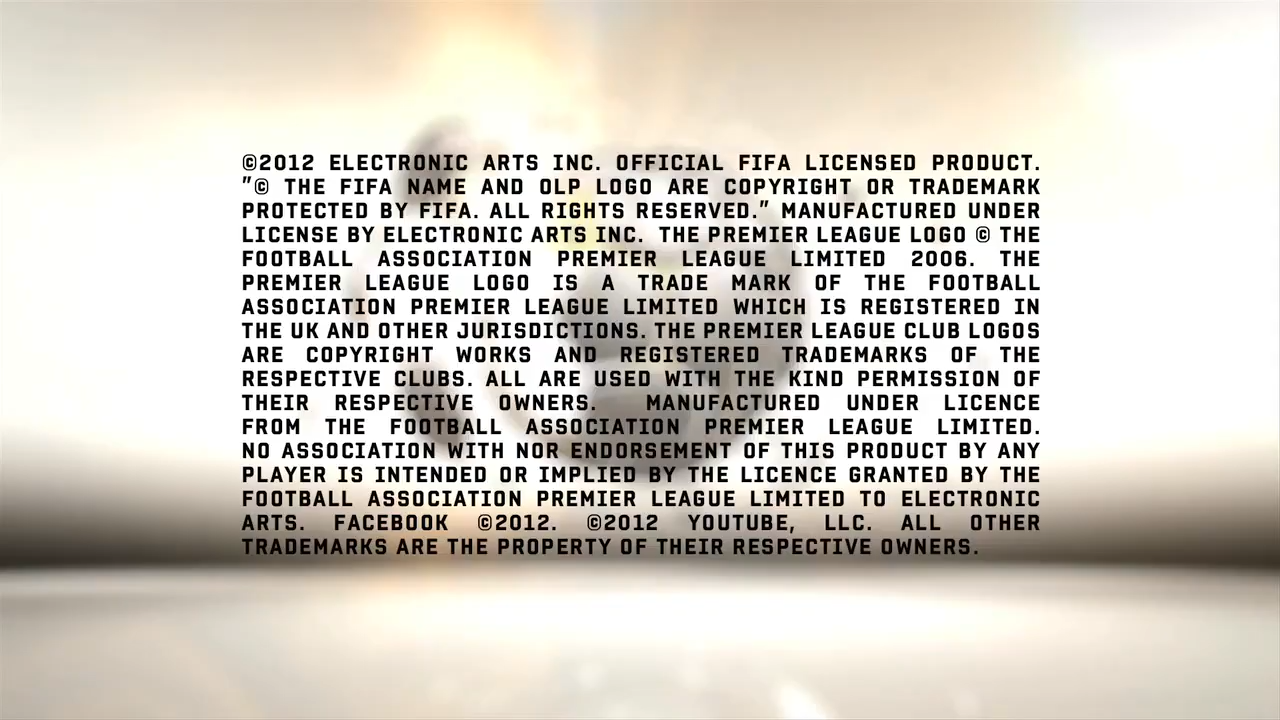 ©2012 ELECTRONIC ARTS INC. OFFICIAL FIFA LICENSED PRODUCT.
"© THE FIFA NAME AND OLP LOGO ARE COPYRIGHT OR TRADEMARK
PROTECTED BY FIFA. ALL RIGHTS RESERVED." MANUFACTURED UNDER
LICENSE BY ELECTRONIC ARTS INC. THE PREMIER LEAGUE LOGO © THE
FOOTBALL ASSOCIATION PREMIER LEAGUE LIMITED 2006. THE
PREMIER LEAGUE LOGO IS A TRADE MARK OF THE FOOTBALL
ASSOCIATION PREMIER LEAGUE LIMITED WHICH IS REGISTERED IN
THE UK AND OTHER JURISDICTIONS. THE PREMIER LEAGUE CLUB LOGOS
ARE COPYRIGHT WORKS AND REGISTERED TRADEMARKS OF THE
RESPECTIVE CLUBS. ALL ARE USED WITH THE KIND PERMISSION OF
THEIR RESPECTIVE OWNERS. MANUFACTURED UNDER LICENCE
FROM THE FOOTBALL ASSOCIATION PREMIER LEAGUE LIMITED.
NO ASSOCIATION WITH NOR ENDORSEMENT OF THIS PRODUCT BY ANY
PLAYER IS INTENDED OR IMPLIED BY THE LICENCE GRANTED BY THE
FOOTBALL ASSOCIATION PREMIER LEAGUE LIMITED TO ELECTRONIC
ARTS. FACEBOOK ©2012. ©2012 YOUTUBE, LLC. ALL OTHER
TRADEMARKS ARE THE PROPERTY OF THEIR RESPECTIVE OWNERS.